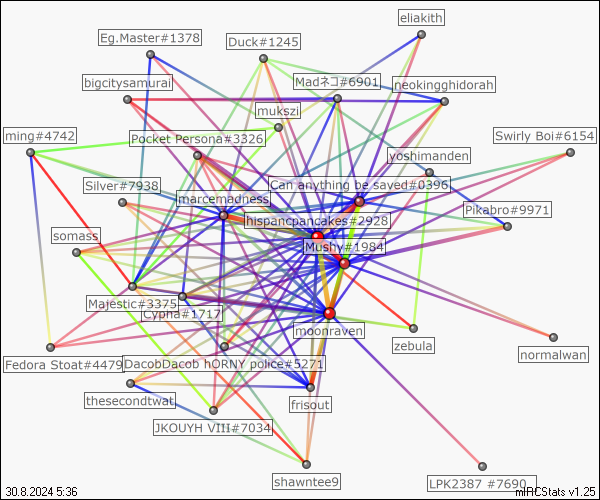 eliakith
Eg.Master#1378
Duck#1245
Madネコ#6901
bigcitysamurai
neokingghidorah
mukszi
ming#4742
Pocket Persona#3326
Swirly Boi#6154
yoshimanden
Silver#7938
Can anything be saved#0396
marcemadness
Pikabro#9971
hispancpancakes#2928
somass
Mushy#1984
Majestic#3375
Cypha#1717
moonraven
zebula
normalwan
Fedora Stoat#4479
DacobDacob hORNY police#5271
thesecondtwat
frisout
JKOUYH VIII#7034
shawntee9
LPK2387 #7690
30.8.2024 5:36
mIRCStats v1.25